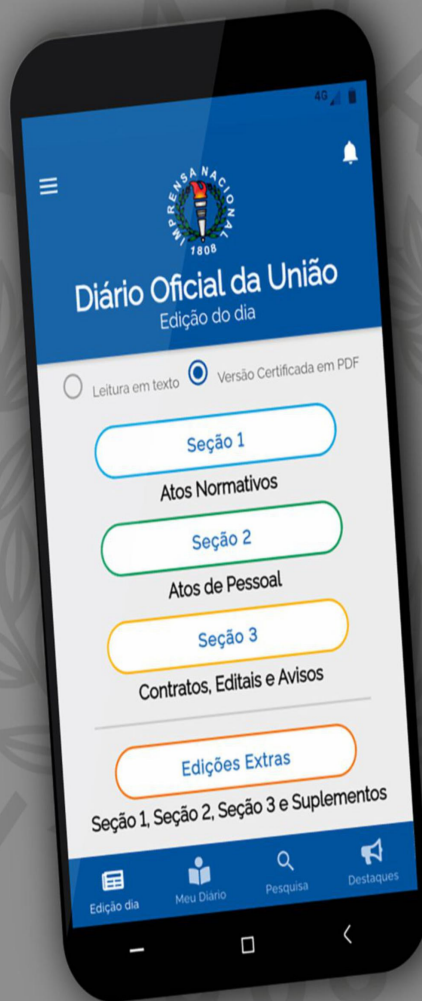 4G
IMPRENSA NACIONAL
1808
Diário Oficial da União
Edição do dia
Leitura em texto Versão Certificada em PDF
Seção 1
Atos Normativos
Seção 2
Atos de Pessoal
Seção 3
Contratos, Editais e Avisos
Edições Extras
Seção 1, Seção 2, Seção 3 e Suplementos
Edição dia Meu Diário Pesquisa Destaques